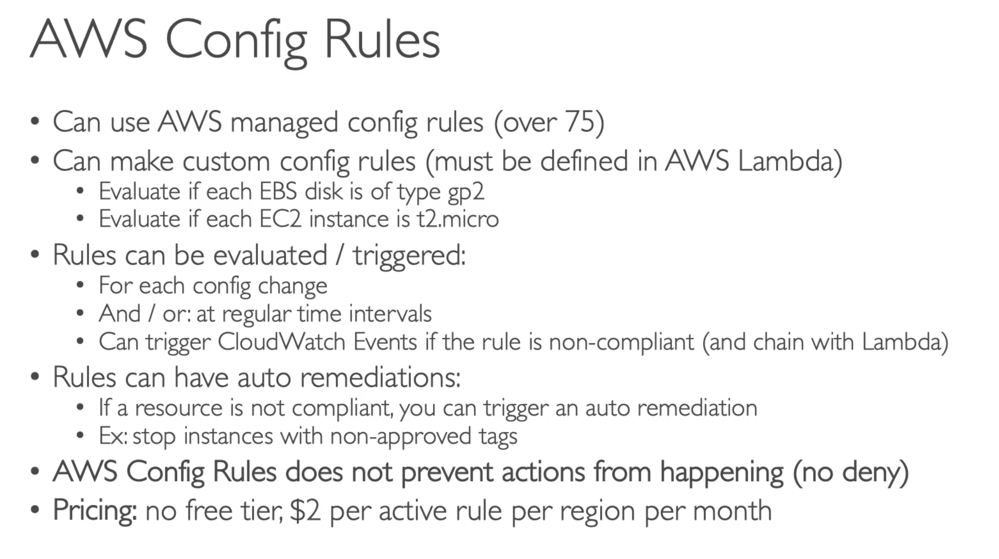 AWS Config Rules
• Can use AWS managed config rules (over 75)
• Can make custom config rules (must be defined in AWS Lambda)
• Evaluate if each EBS disk is of type gp2
• Evaluate if each EC2 instance is t2.micro
• Rules can be evaluated / triggered:
• For each config change
• And / or: at regular time intervals
• Can trigger CloudWatch Events if the rule is non-compliant (and chain with Lambda)
• Rules can have auto remediations:
• If a resource is not compliant, you can trigger an auto remediation
• Ex: stop instances with non-approved tags
• AWS Config Rules does not prevent actions from happening (no deny)
• Pricing: no free tier, $2 per active rule per region per month